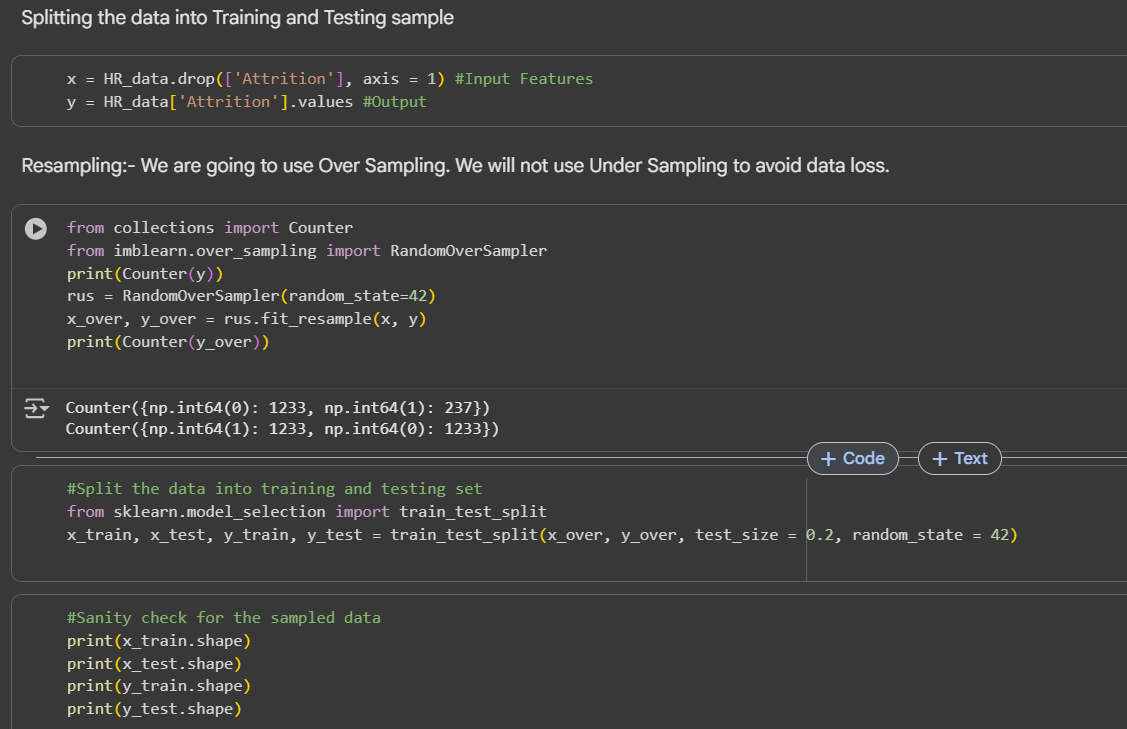 Splitting the data into Training and Testing sample
x = HR_data.drop(['Attrition'], axis = 1) #Input Features
y = HR_data['Attrition'].values #Output
Resampling:- We are going to use Over Sampling. We will not use Under Sampling to avoid data loss.
from collections import Counter
from imblearn.over_sampling import RandomOverSampler
print(Counter(y))
rus = RandomOverSampler(random_state=42)
x_over, y_over = rus.fit_resample(x, y)
print(Counter(y_over))
Counter({np.int64(0): 1233, np.int64(1): 237})
Counter({np.int64(1): 1233, np.int64(0): 1233})
+ Code + Text
#Split the data into training and testing set
from sklearn.model_selection import train_test_split
x_train, x_test, y_train, y_test = train_test_split(x_over, y_over, test_size = 0.2, random_state = 42)
#Sanity check for the sampled data
print(x_train.shape)
print(x_test.shape)
print(y_train.shape)
print(y_test.shape)